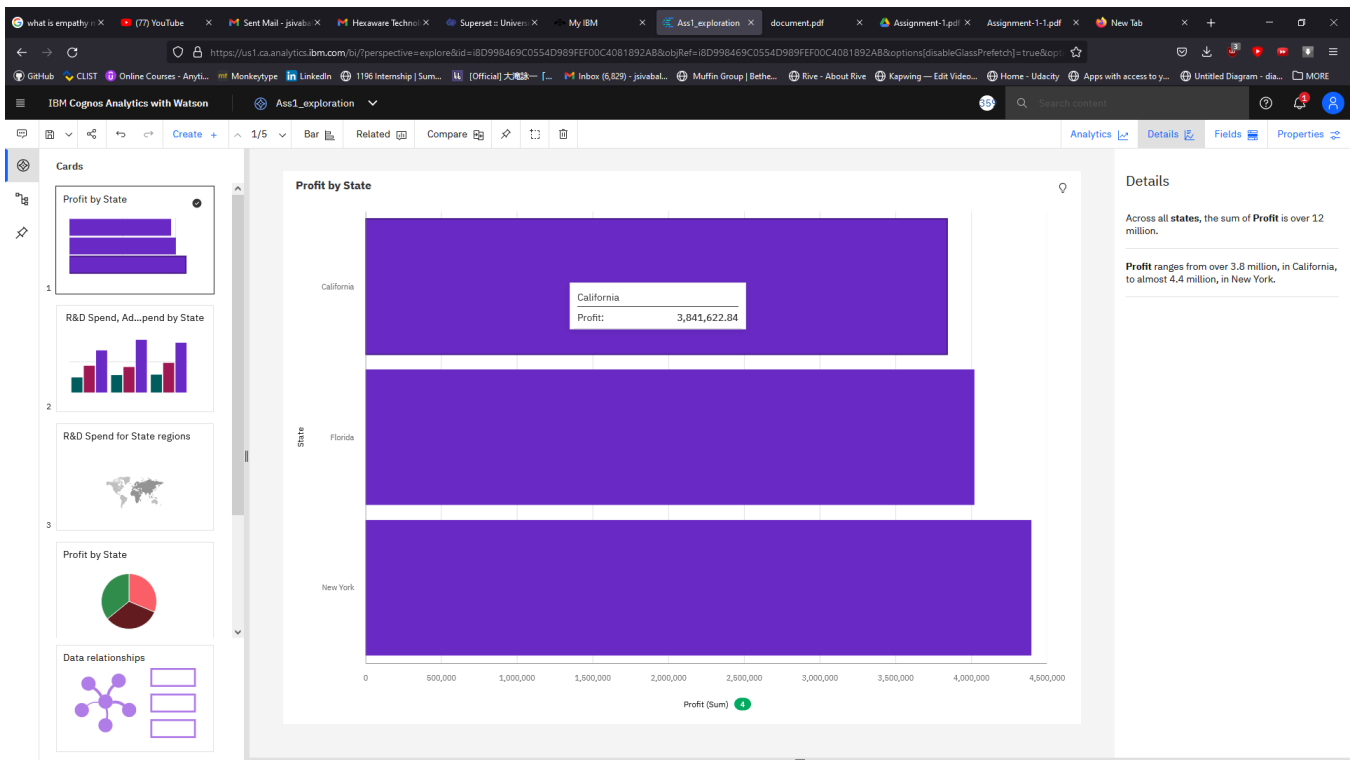 what is empathy n
(77) YouTube
Sent Mail - jsivabal
Hexaware Technol
Superset :: Univers
My IBM
Ass1_exploration
document.pdf
Assignment-1.pdf
Assignment-1-1.pdf
New Tab
https://us1.ca.analytics.ibm.com/bi/?perspective=explore&id=i8D998469C0554D989FEF00C4081892AB&objRef=i8D998469C0554D989FEF00C4081892AB&options[disableGlassPrefetch]=true&opt
GitHub
CLIST
Online Courses - Anyti...
mt Monkeytype
LinkedIn
1196 Internship | Sum...
Inbox (6,829) - jsivabal...
Muffin Group | Bethe...
Rive - About Rive
Kapwing — Edit Video...
Home - Udacity
Apps with access to y...
Untitled Diagram - dia...
MORE
IBM Cognos Analytics with Watson
Ass1_exploration
359
Search content
1
Create +
1/5
Bar
Related
Compare
Analytics
Details
Fields
Properties
Cards
Profit by State
1
R&D Spend, Ad...pend by State
2
R&D Spend for State regions
3
Profit by State
Data relationships
Profit by State
State
California
Florida
New York
California
Profit: 3,841,622.84
0 500,000 1,000,000 1,500,000 2,000,000 2,500,000 3,000,000 3,500,000 4,000,000 4,500,000
Profit (Sum) 4
Details
Across all states, the sum of Profit is over 12
million.
Profit ranges from over 3.8 million, in California,
to almost 4.4 million, in New York.